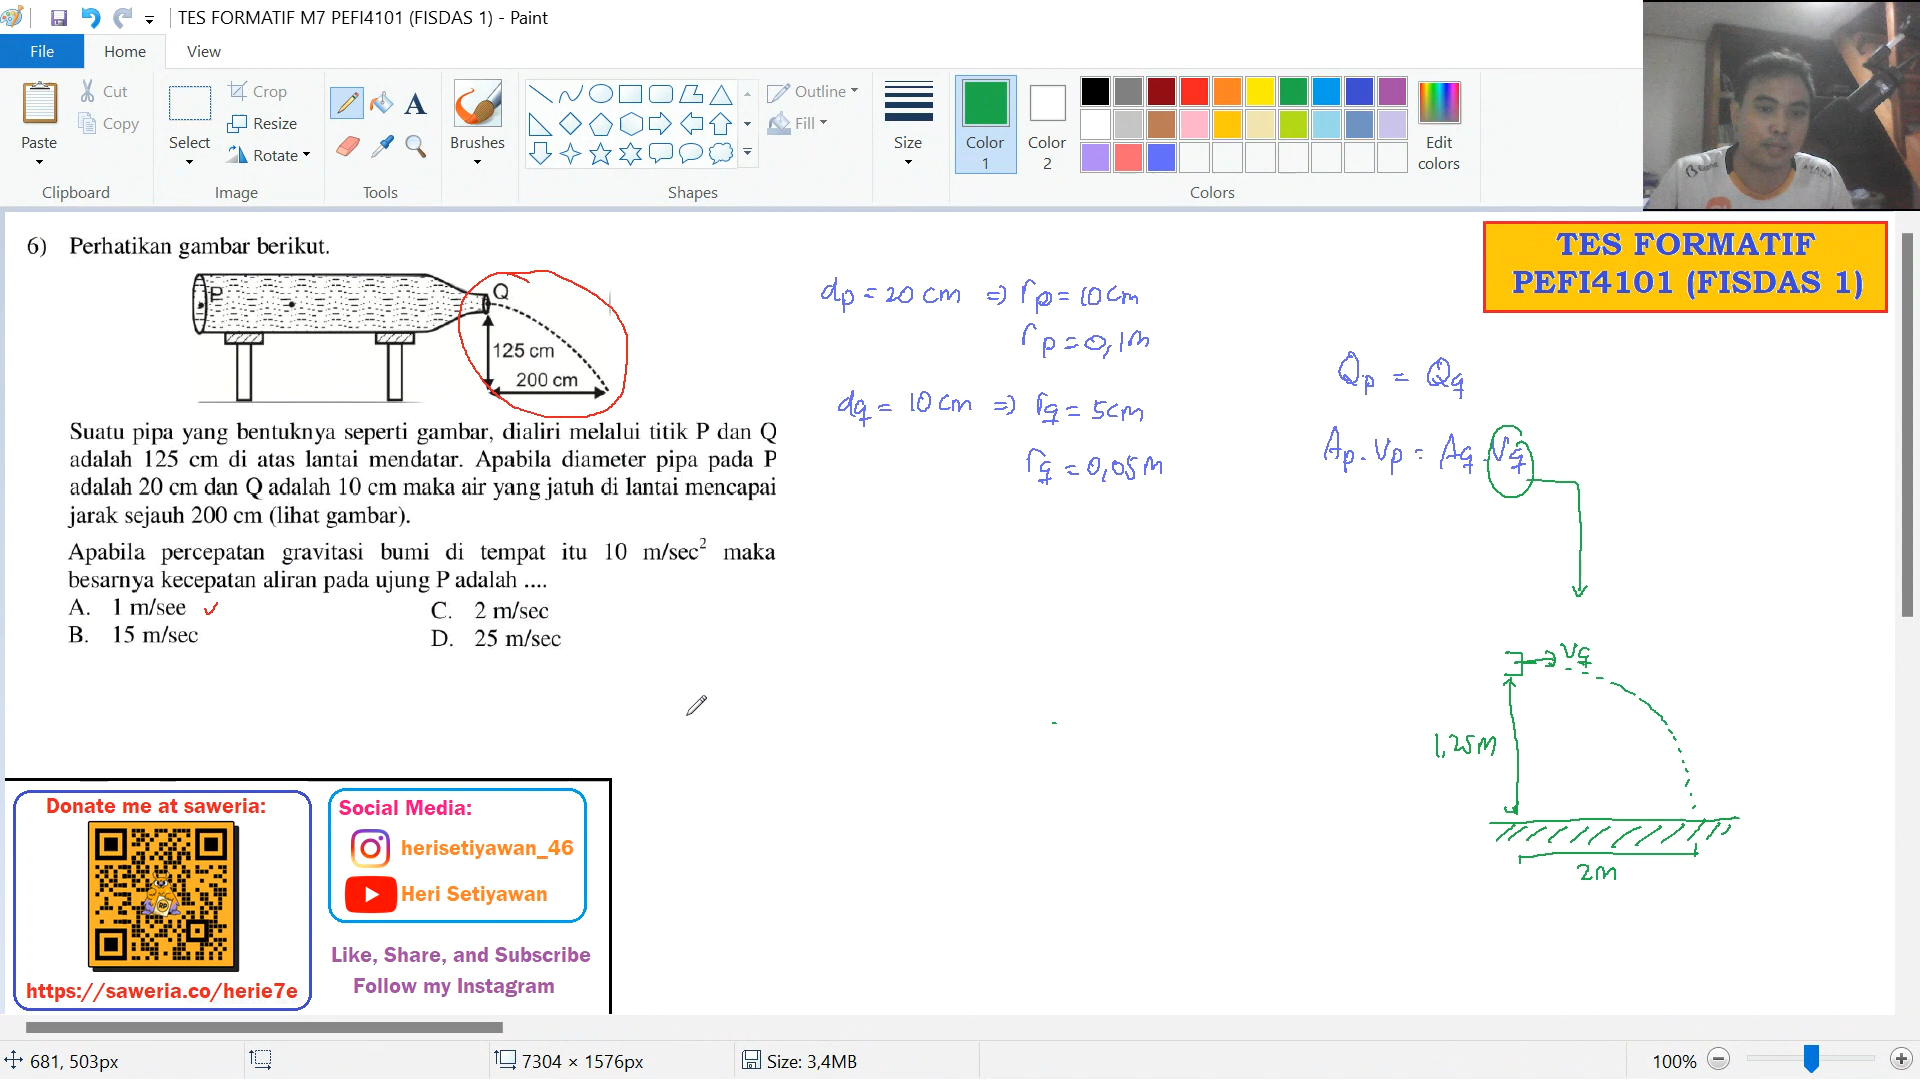 TES FORMATIF M7 PEFI4101 (FISDAS 1) - Paint
File
Home
View
Paste
Cut
Copy
Clipboard
Select
Crop
Resize
Rotate
Image
A
Tools
Brushes
Shapes
Outline
Fill
Size
Color
1
Color
2
Edit
colors
Colors
6) Perhatikan gambar berikut.
P
Q
125 cm
200 cm
Suatu pipa yang bentuknya seperti gambar, dialiri melalui titik P dan Q
adalah 125 cm di atas lantai mendatar. Apabila diameter pipa pada P
adalah 20 cm dan Q adalah 10 cm maka air yang jatuh di lantai mencapai
jarak sejauh 200 cm (lihat gambar).
Apabila percepatan gravitasi bumi di tempat itu 10 m/sec² maka
besarnya kecepatan aliran pada ujung P adalah ....
A. 1 m/see ✓
C. 2 m/sec
B. 15 m/sec
D. 25 m/sec
dp = 20 cm ⇒ rp = 10 cm
rp = 0,1 m
dq = 10 cm ⇒ rq = 5 cm
rq = 0,05 m
TES FORMATIF
PEFI4101 (FISDAS 1)
Qp = Qq
Ap . Vp = Aq . Vq
Vq
1,25 m
2 m
Donate me at saweria:
https://saweria.co/herie7e
Social Media:
herisetiyawan_46
Heri Setiyawan
Like, Share, and Subscribe
Follow my Instagram
681, 503px
7304 × 1576px
Size: 3,4MB
100%